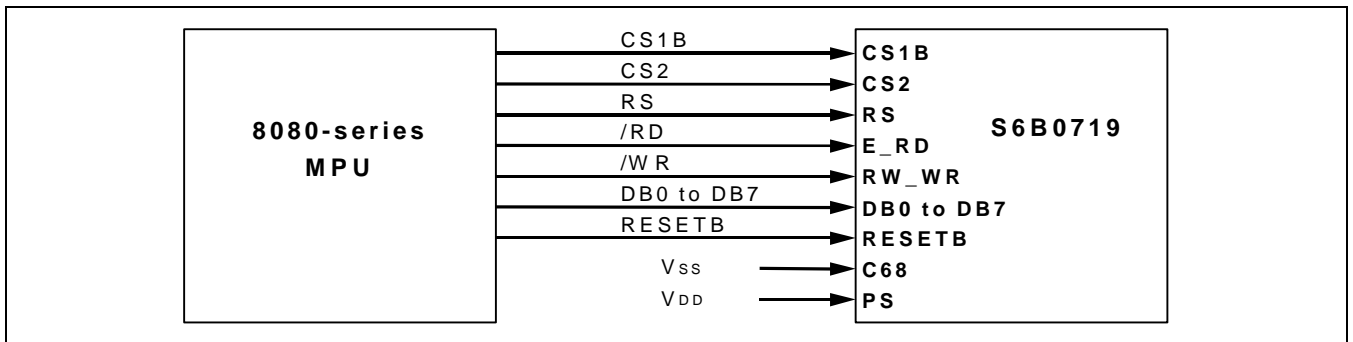 CS1B
CS2
RS
/RD
/WR
DB0 to DB7
RESETB
VSS
VDD
8080-series
MPU
CS1B
CS2
RS
E_RD
RW_WR
DB0 to DB7
RESETB
C68
PS
S6B0719